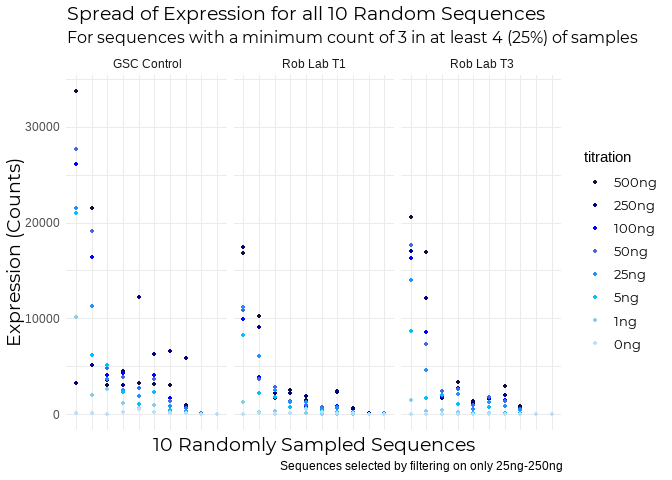 Spread of Expression for all 10 Random Sequences
For sequences with a minimum count of 3 in at least 4 (25%) of samples
GSC Control
Rob Lab T1
Rob Lab T3
Expression (Counts)
30000
20000
10000
0
titration
500ng
250ng
100ng
50ng
25ng
5ng
1ng
0ng
10 Randomly Sampled Sequences
Sequences selected by filtering on only 25ng-250ng